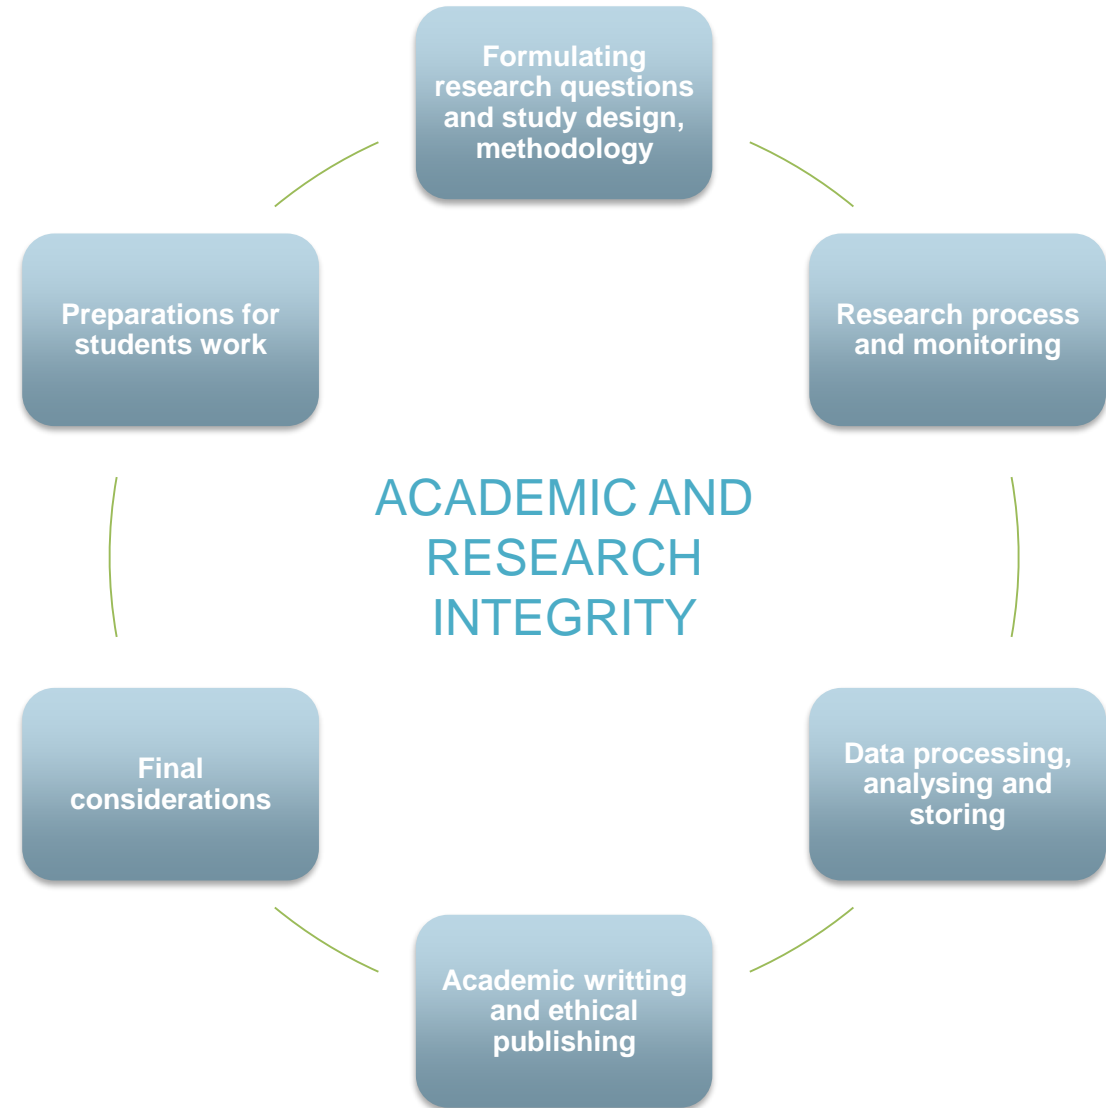 Formulating
research questions
and study design,
methodology
Preparations for
students work
Research process
and monitoring
ACADEMIC AND
RESEARCH
INTEGRITY
Final
considerations
Data processing,
analysing and
storing
Academic writting
and ethical
publishing